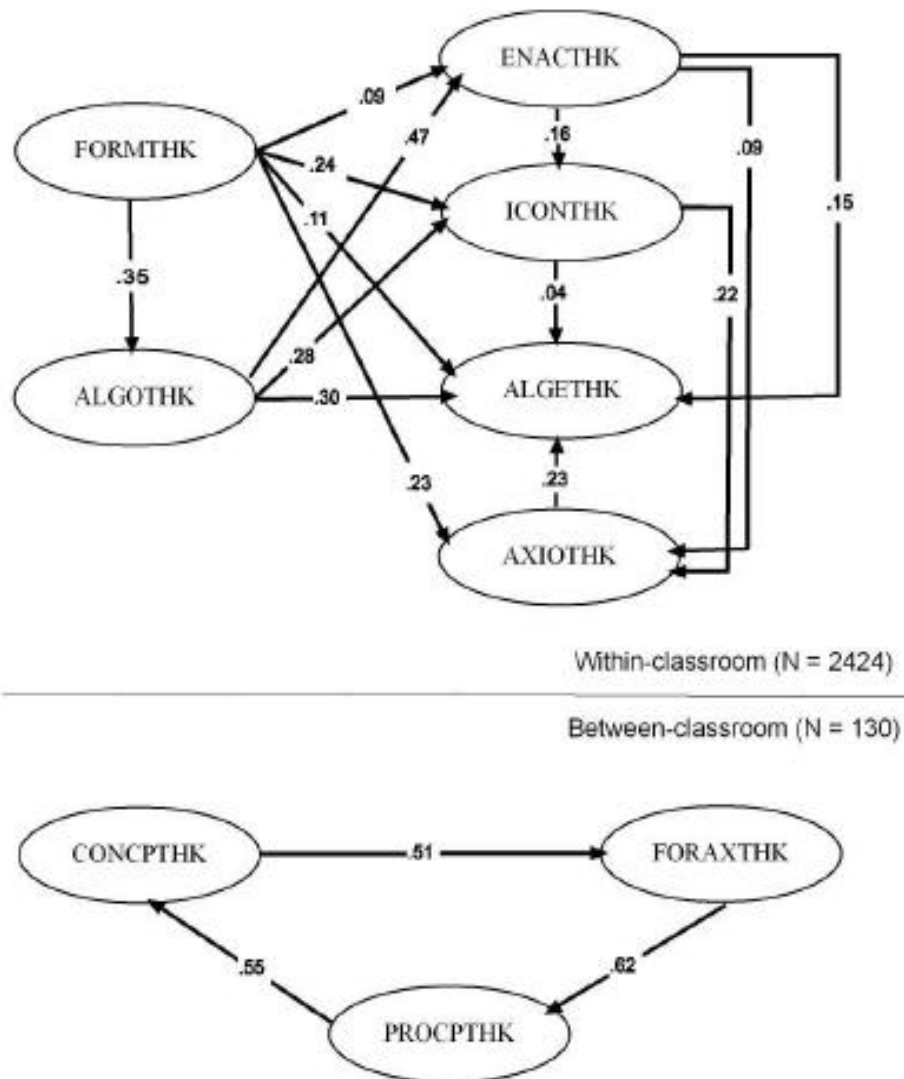 ENACTHK
.09
FORMTHK
.47
.16
.09
.24
ICONTHK
.11
.15
.35
.04
.22
.28
ALGOTHK
.30
ALGETHK
.23
.23
AXIOTHK
Within-classroom (N = 2424)
Between-classroom (N = 130)
CONCPTHK
.51
FORAXTHK
.55
.62
PROCPTHK